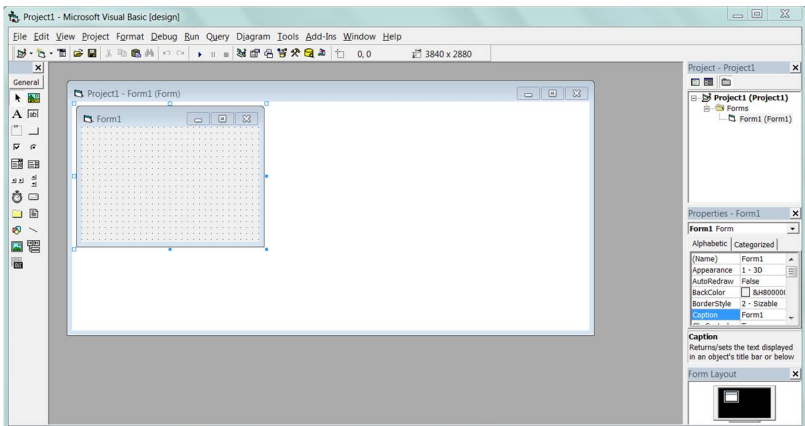 Project1 - Microsoft Visual Basic [design]
File Edit View Project Format Debug Run Query Diagram Tools Add-Ins Window Help
0, 0 3840 x 2880
General
Project1 - Form1 (Form)
Form1
Project - Project1
Project1 (Project1)
Forms
Form1 (Form1)
Properties - Form1
Form1 Form
Alphabetic Categorized
(Name) Form1
Appearance 1 - 3D
AutoRedraw False
BackColor &H800000
BorderStyle 2 - Sizable
Caption Form1
Caption
Returns/sets the text displayed
in an object's title bar or below
Form Layout